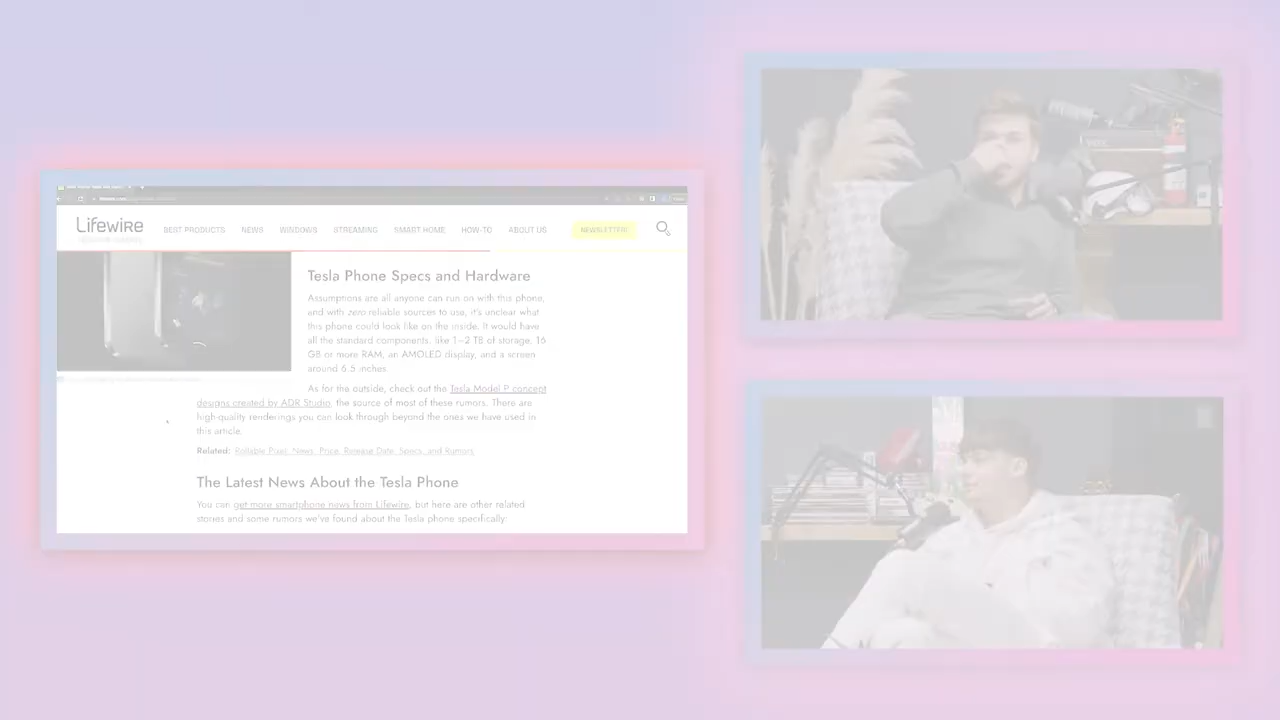 Lifewire
BEST PRODUCTS NEWS WINDOWS STREAMING SMART HOME HOW-TO ABOUT US NEWSLETTER
Tesla Phone Specs and Hardware
Assumptions are all anyone can run on with this phone,
and with zero reliable sources to use, it's unclear what
this phone could look like on the inside. It would have
all the standard components, like 1–2 TB of storage, 16
GB or more RAM, an AMOLED display, and a screen
around 6.5 inches.
As for the outside, check out the Tesla Model P concept
designs created by ADR Studio, the source of most of these rumors. There are
high-quality renderings you can look through beyond the ones we have used in
this article.
Related: Rollable Pixel: News, Price, Release Date, Specs, and Rumors
The Latest News About the Tesla Phone
You can get more smartphone news from Lifewire, but here are other related
stories and some rumors we've found about the Tesla phone specifically: